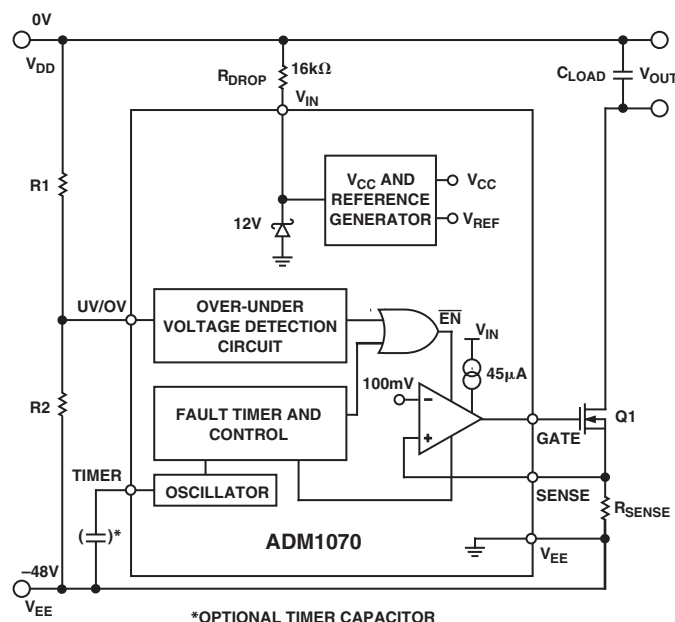 0V
VDD
RDROP
16kΩ
VIN
CLOAD
VOUT
R1
VCC AND
REFERENCE
GENERATOR
VCC
VREF
12V
UV/OV
OVER-UNDER
VOLTAGE DETECTION
CIRCUIT
EN
VIN
45μA
100mV
R2
FAULT TIMER AND
CONTROL
−
+
GATE
Q1
TIMER
OSCILLATOR
SENSE
RSENSE
( )*
ADM1070
VEE
−48V
VEE
*OPTIONAL TIMER CAPACITOR